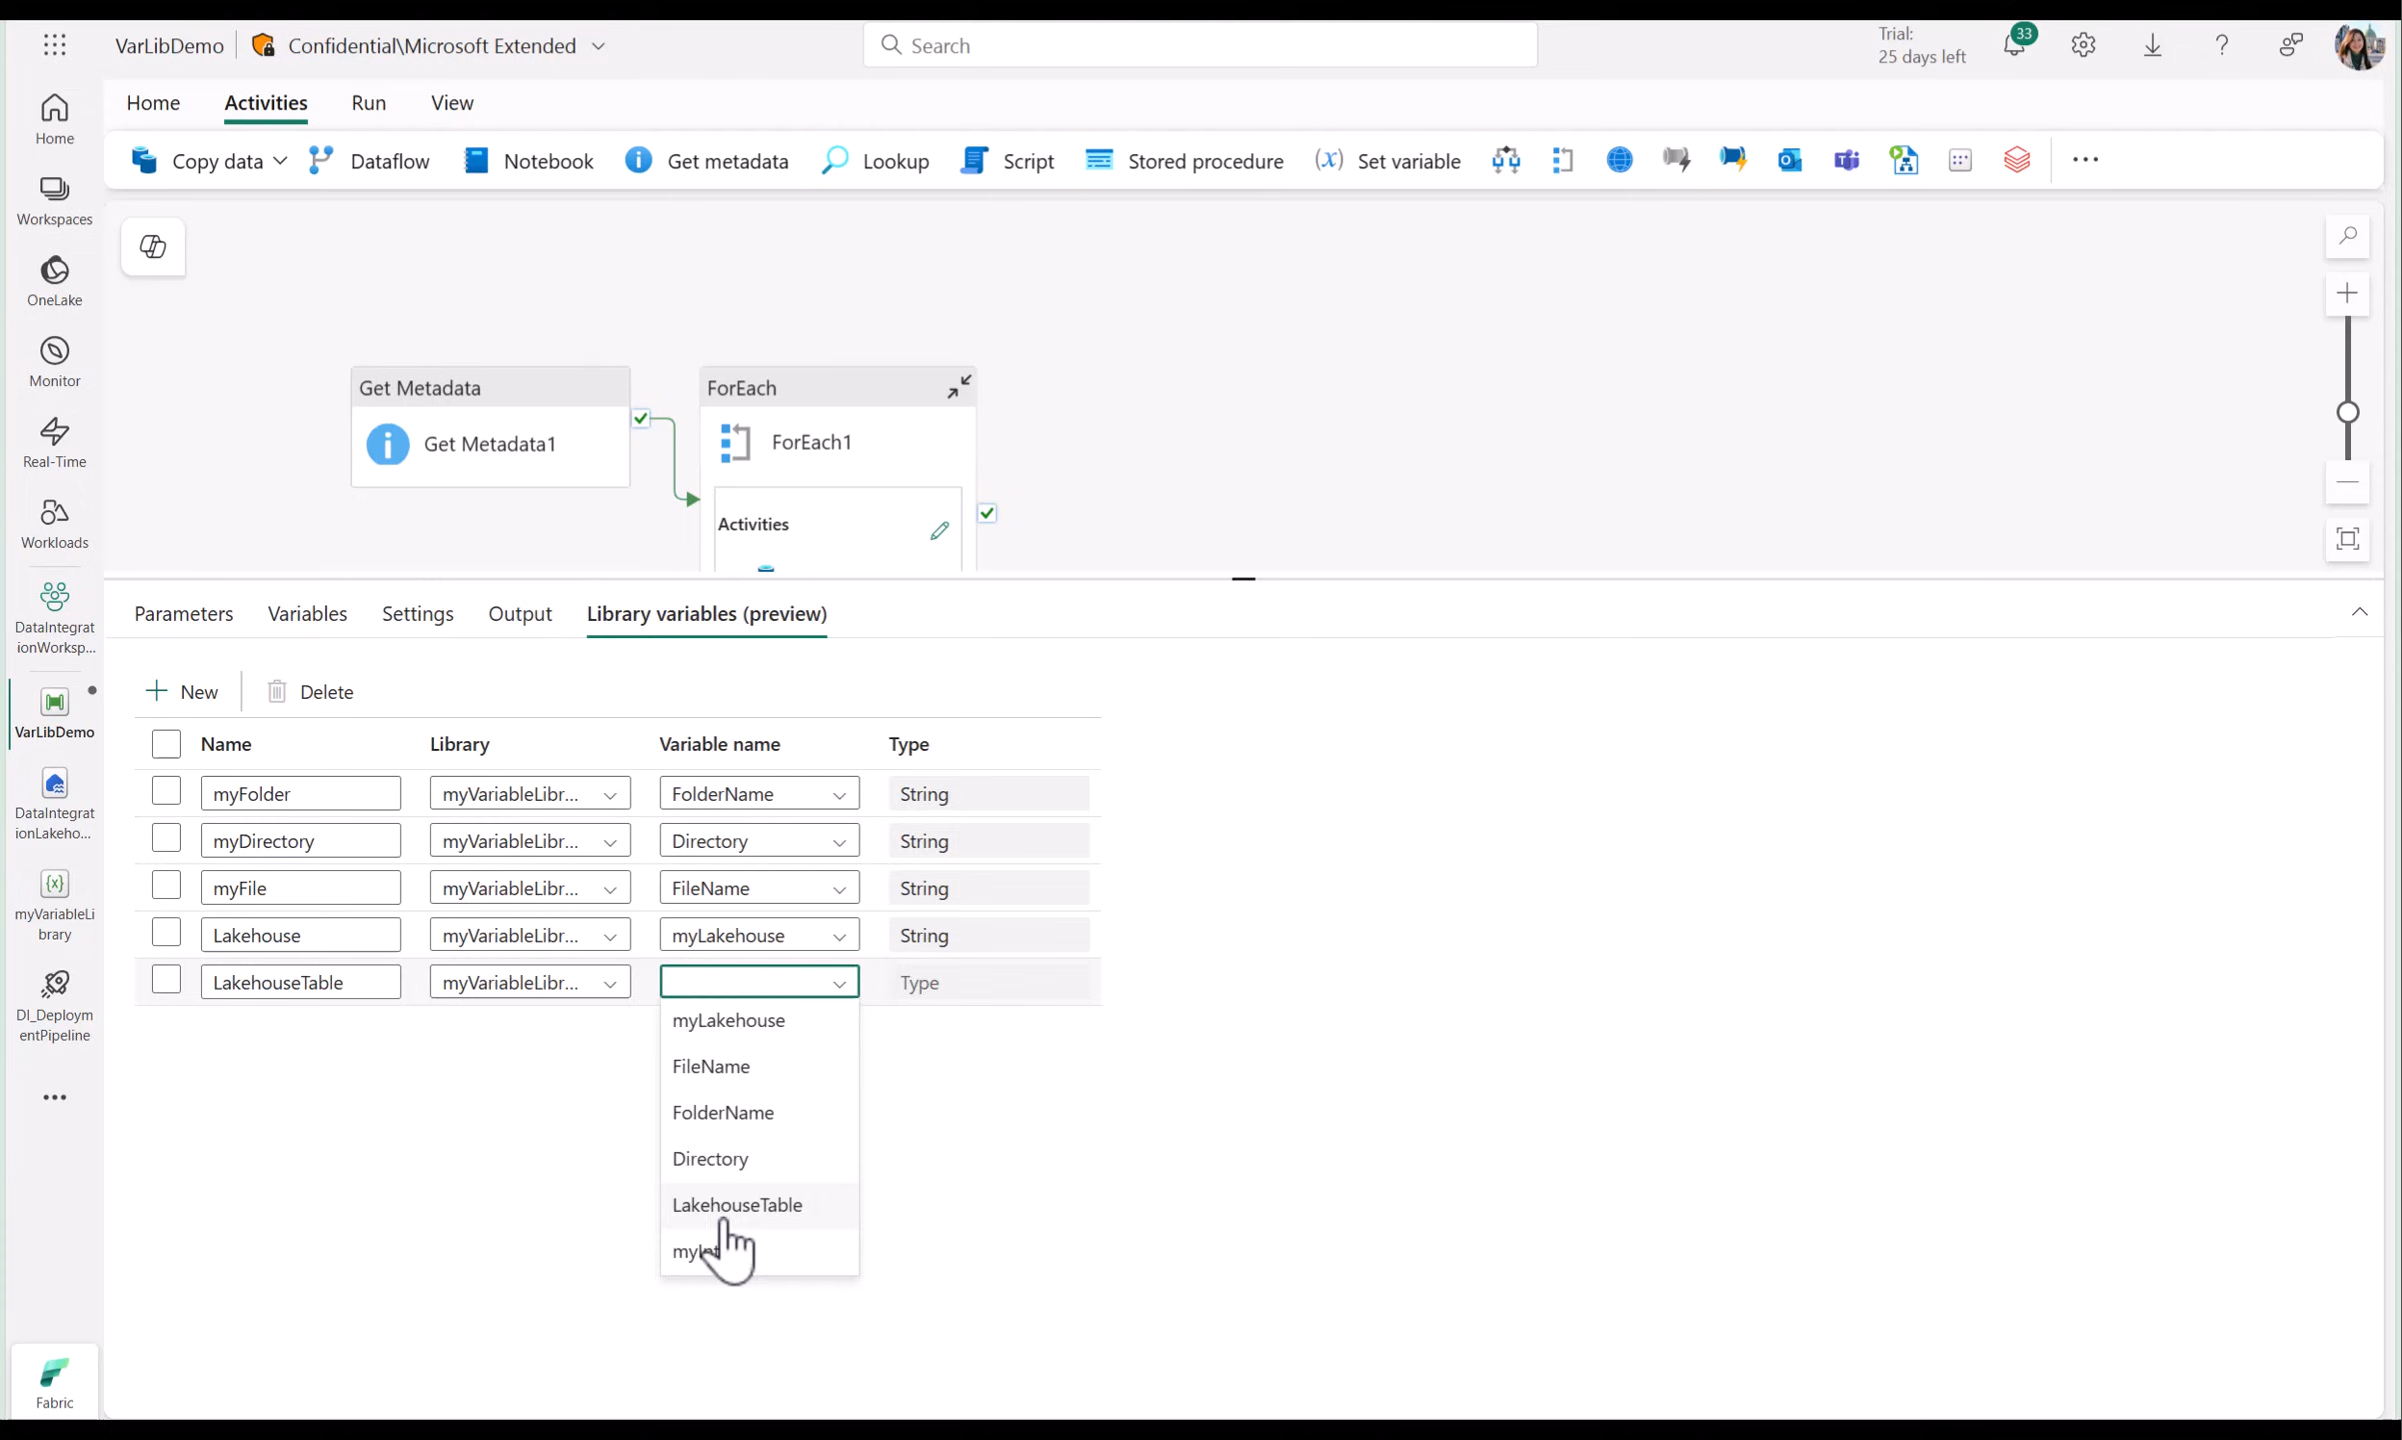 VarLibDemo
Confidential\Microsoft Extended
Search
Trial:
25 days left
33
Home
Activities
Run
View
Copy data
Dataflow
Notebook
Get metadata
Lookup
Script
Stored procedure
(x) Set variable
Home
Workspaces
OneLake
Monitor
Real-Time
Workloads
DataIntegrat
ionWorksp...
VarLibDemo
DataIntegrat
ionLakeho...
myVariableLi
brary
DI_Deploym
entPipeline
Fabric
Get Metadata
Get Metadata1
ForEach
ForEach1
Activities
Parameters
Variables
Settings
Output
Library variables (preview)
New
Delete
Name Library Variable name Type
myFolder myVariableLibr... FolderName String
myDirectory myVariableLibr... Directory String
myFile myVariableLibr... FileName String
Lakehouse myVariableLibr... myLakehouse String
LakehouseTable myVariableLibr... Type
myLakehouse
FileName
FolderName
Directory
LakehouseTable